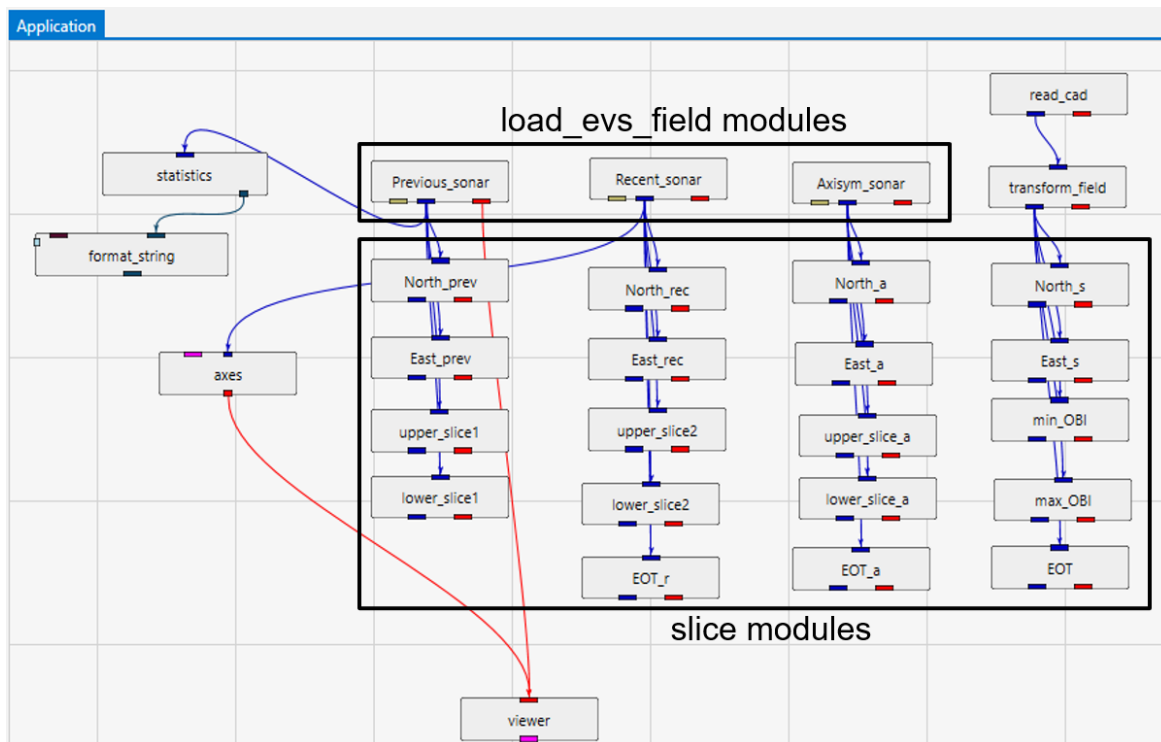 Application
read_cad
load_evs_field modules
statistics
Previous_sonar
Recent_sonar
Axisym_sonar
transform_field
format_string
North_prev
North_rec
North_a
North_s
axes
East_prev
East_rec
East_a
East_s
upper_slice1
upper_slice2
upper_slice_a
min_OBI
lower_slice1
lower_slice2
lower_slice_a
max_OBI
EOT_r
EOT_a
EOT
slice modules
viewer